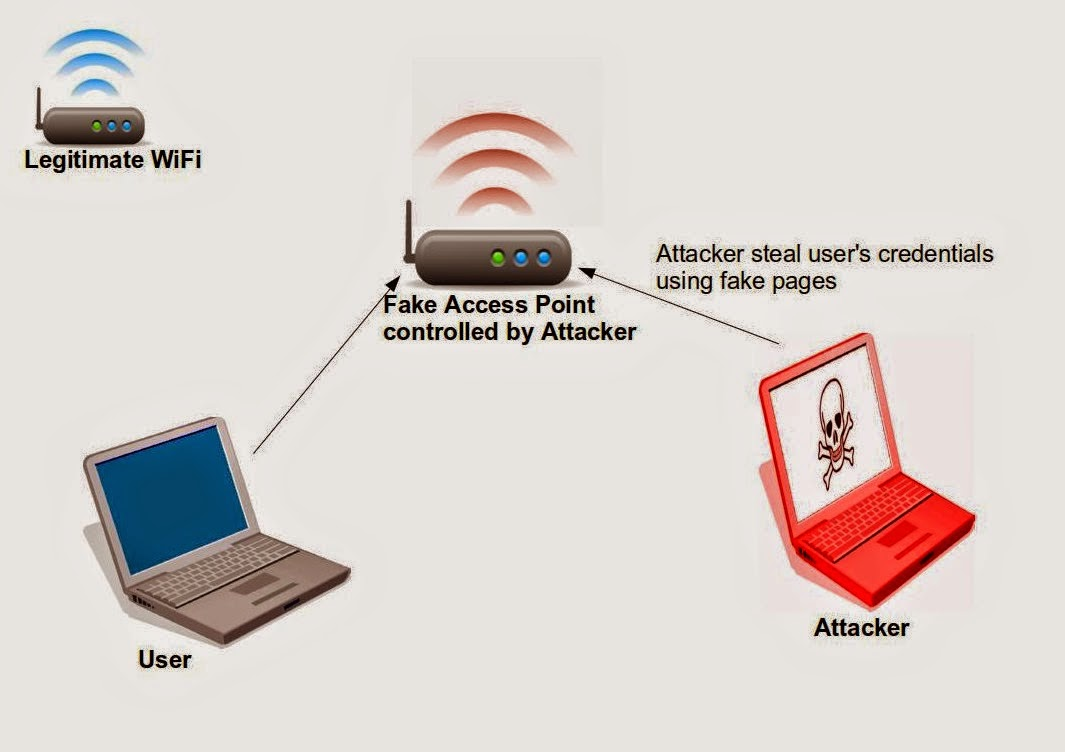 Legitimate WiFi
Attacker steal user's credentials
using fake pages
Fake Access Point
controlled by Attacker
Attacker
User